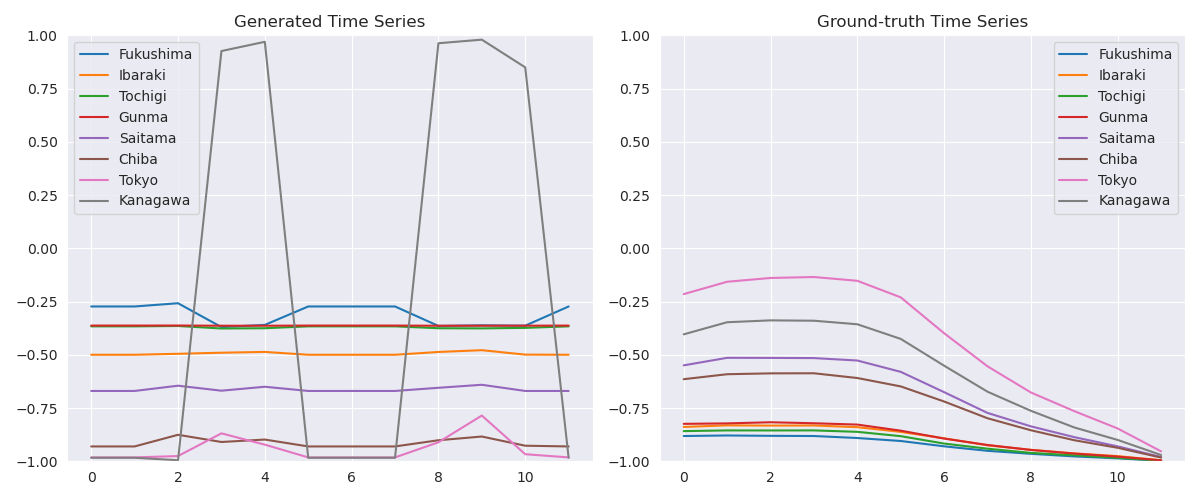 Generated Time Series
1.00
0.75
0.50
0.25
0.00
−0.25
−0.50
−0.75
−1.00
0 2 4 6 8 10
Fukushima
Ibaraki
Tochigi
Gunma
Saitama
Chiba
Tokyo
Kanagawa
Ground-truth Time Series
1.00
0.75
0.50
0.25
0.00
−0.25
−0.50
−0.75
−1.00
0 2 4 6 8 10
Fukushima
Ibaraki
Tochigi
Gunma
Saitama
Chiba
Tokyo
Kanagawa